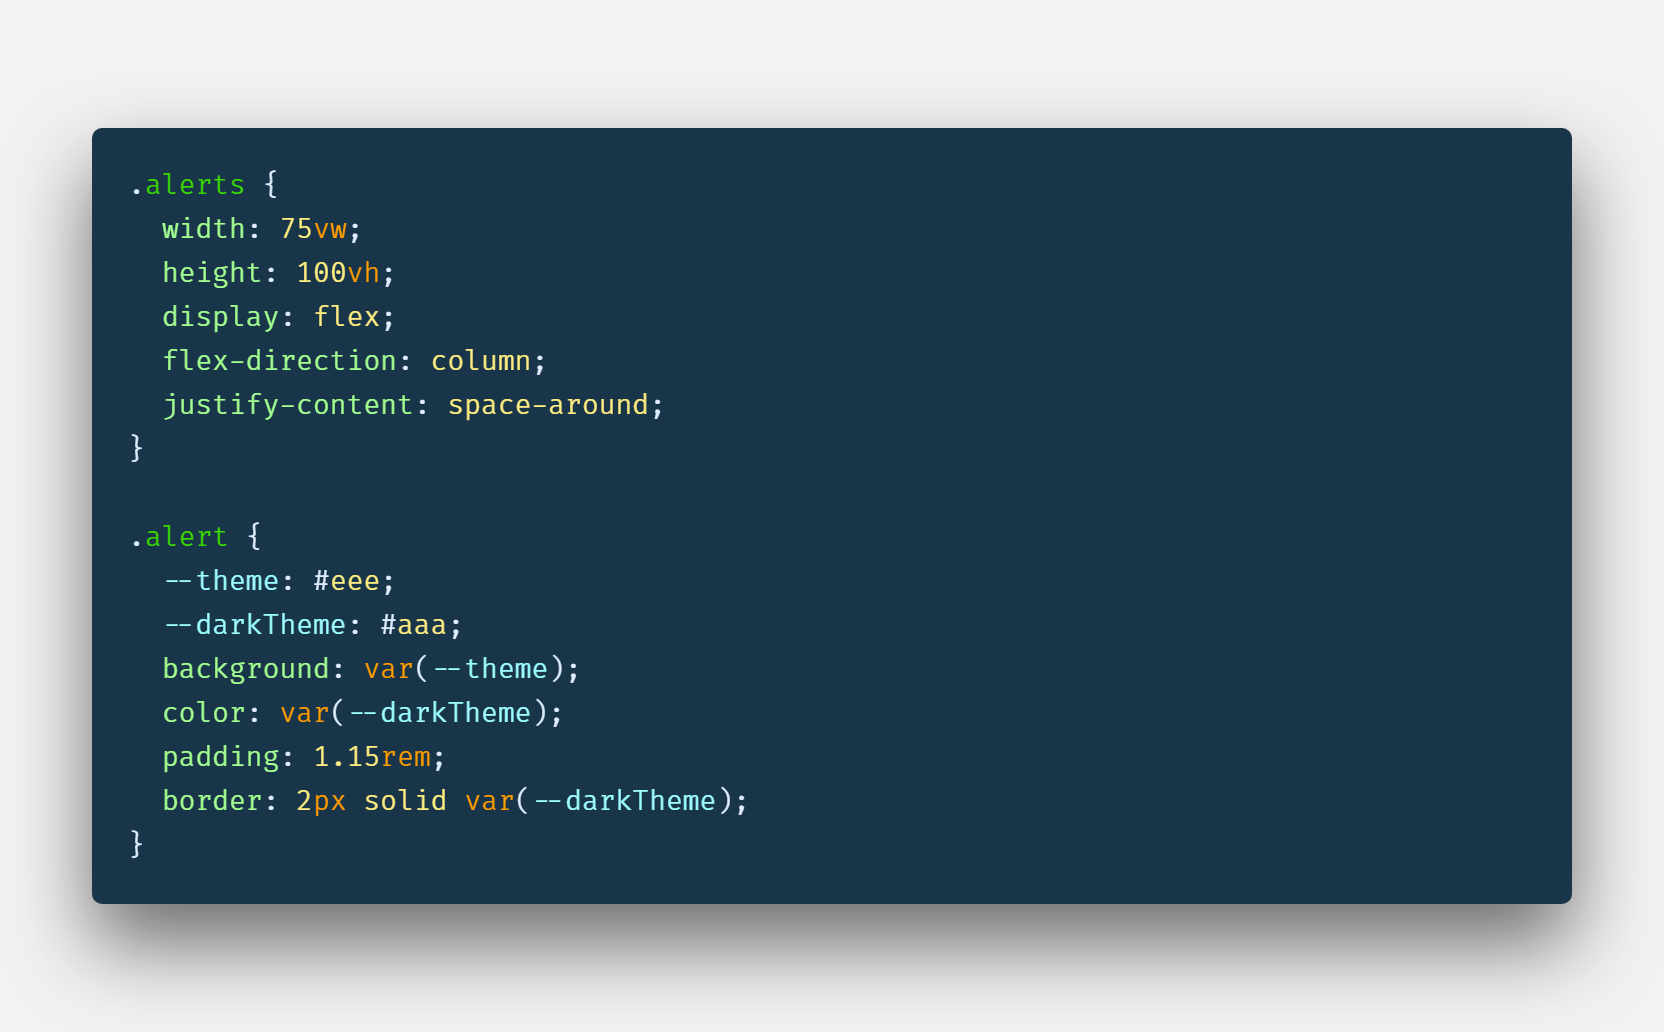 .alerts {
  width: 75vw;
  height: 100vh;
  display: flex;
  flex-direction: column;
  justify-content: space-around;
}

.alert {
  --theme: #eee;
  --darkTheme: #aaa;
  background: var(--theme);
  color: var(--darkTheme);
  padding: 1.15rem;
  border: 2px solid var(--darkTheme);
}